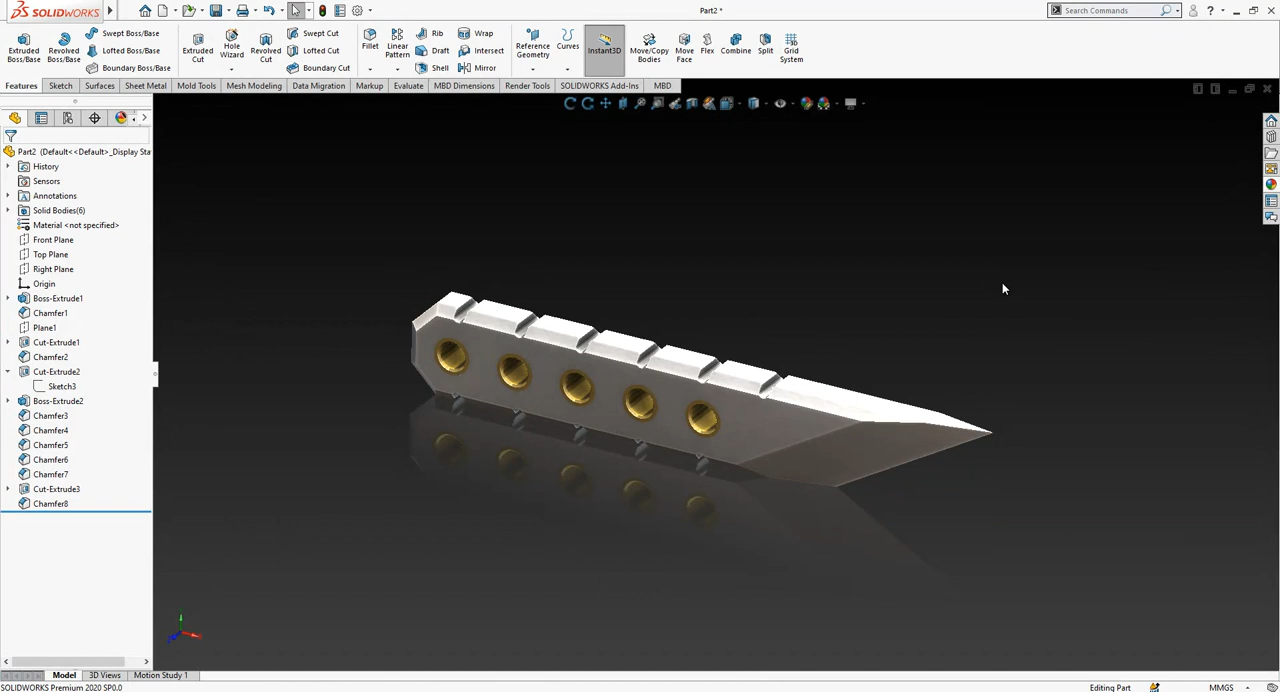 SOLIDWORKS
Part2 *
Search Commands
Extruded Boss/Base
Revolved Boss/Base
Swept Boss/Base
Lofted Boss/Base
Boundary Boss/Base
Extruded Cut
Hole Wizard
Revolved Cut
Swept Cut
Lofted Cut
Boundary Cut
Fillet
Linear Pattern
Rib
Draft
Shell
Wrap
Intersect
Mirror
Reference Geometry
Curves
Instant3D
Move/Copy Bodies
Move Face
Flex
Combine
Split
Grid System
Features Sketch Surfaces Sheet Metal Mold Tools Mesh Modeling Data Migration Markup Evaluate MBD Dimensions Render Tools SOLIDWORKS Add-Ins MBD
Part2 (Default<<Default>_Display Sta
History
Sensors
Annotations
Solid Bodies(6)
Material <not specified>
Front Plane
Top Plane
Right Plane
Origin
Boss-Extrude1
Chamfer1
Plane1
Cut-Extrude1
Chamfer2
Cut-Extrude2
Sketch3
Boss-Extrude2
Chamfer3
Chamfer4
Chamfer5
Chamfer6
Chamfer7
Cut-Extrude3
Chamfer8
Model 3D Views Motion Study 1
SOLIDWORKS Premium 2020 SP0.0
Editing Part
MMGS